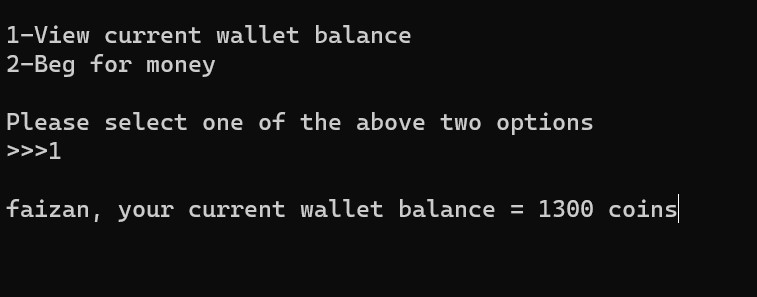 1-View current wallet balance
2-Beg for money
Please select one of the above two options
>>>1
faizan, your current wallet balance = 1300 coins